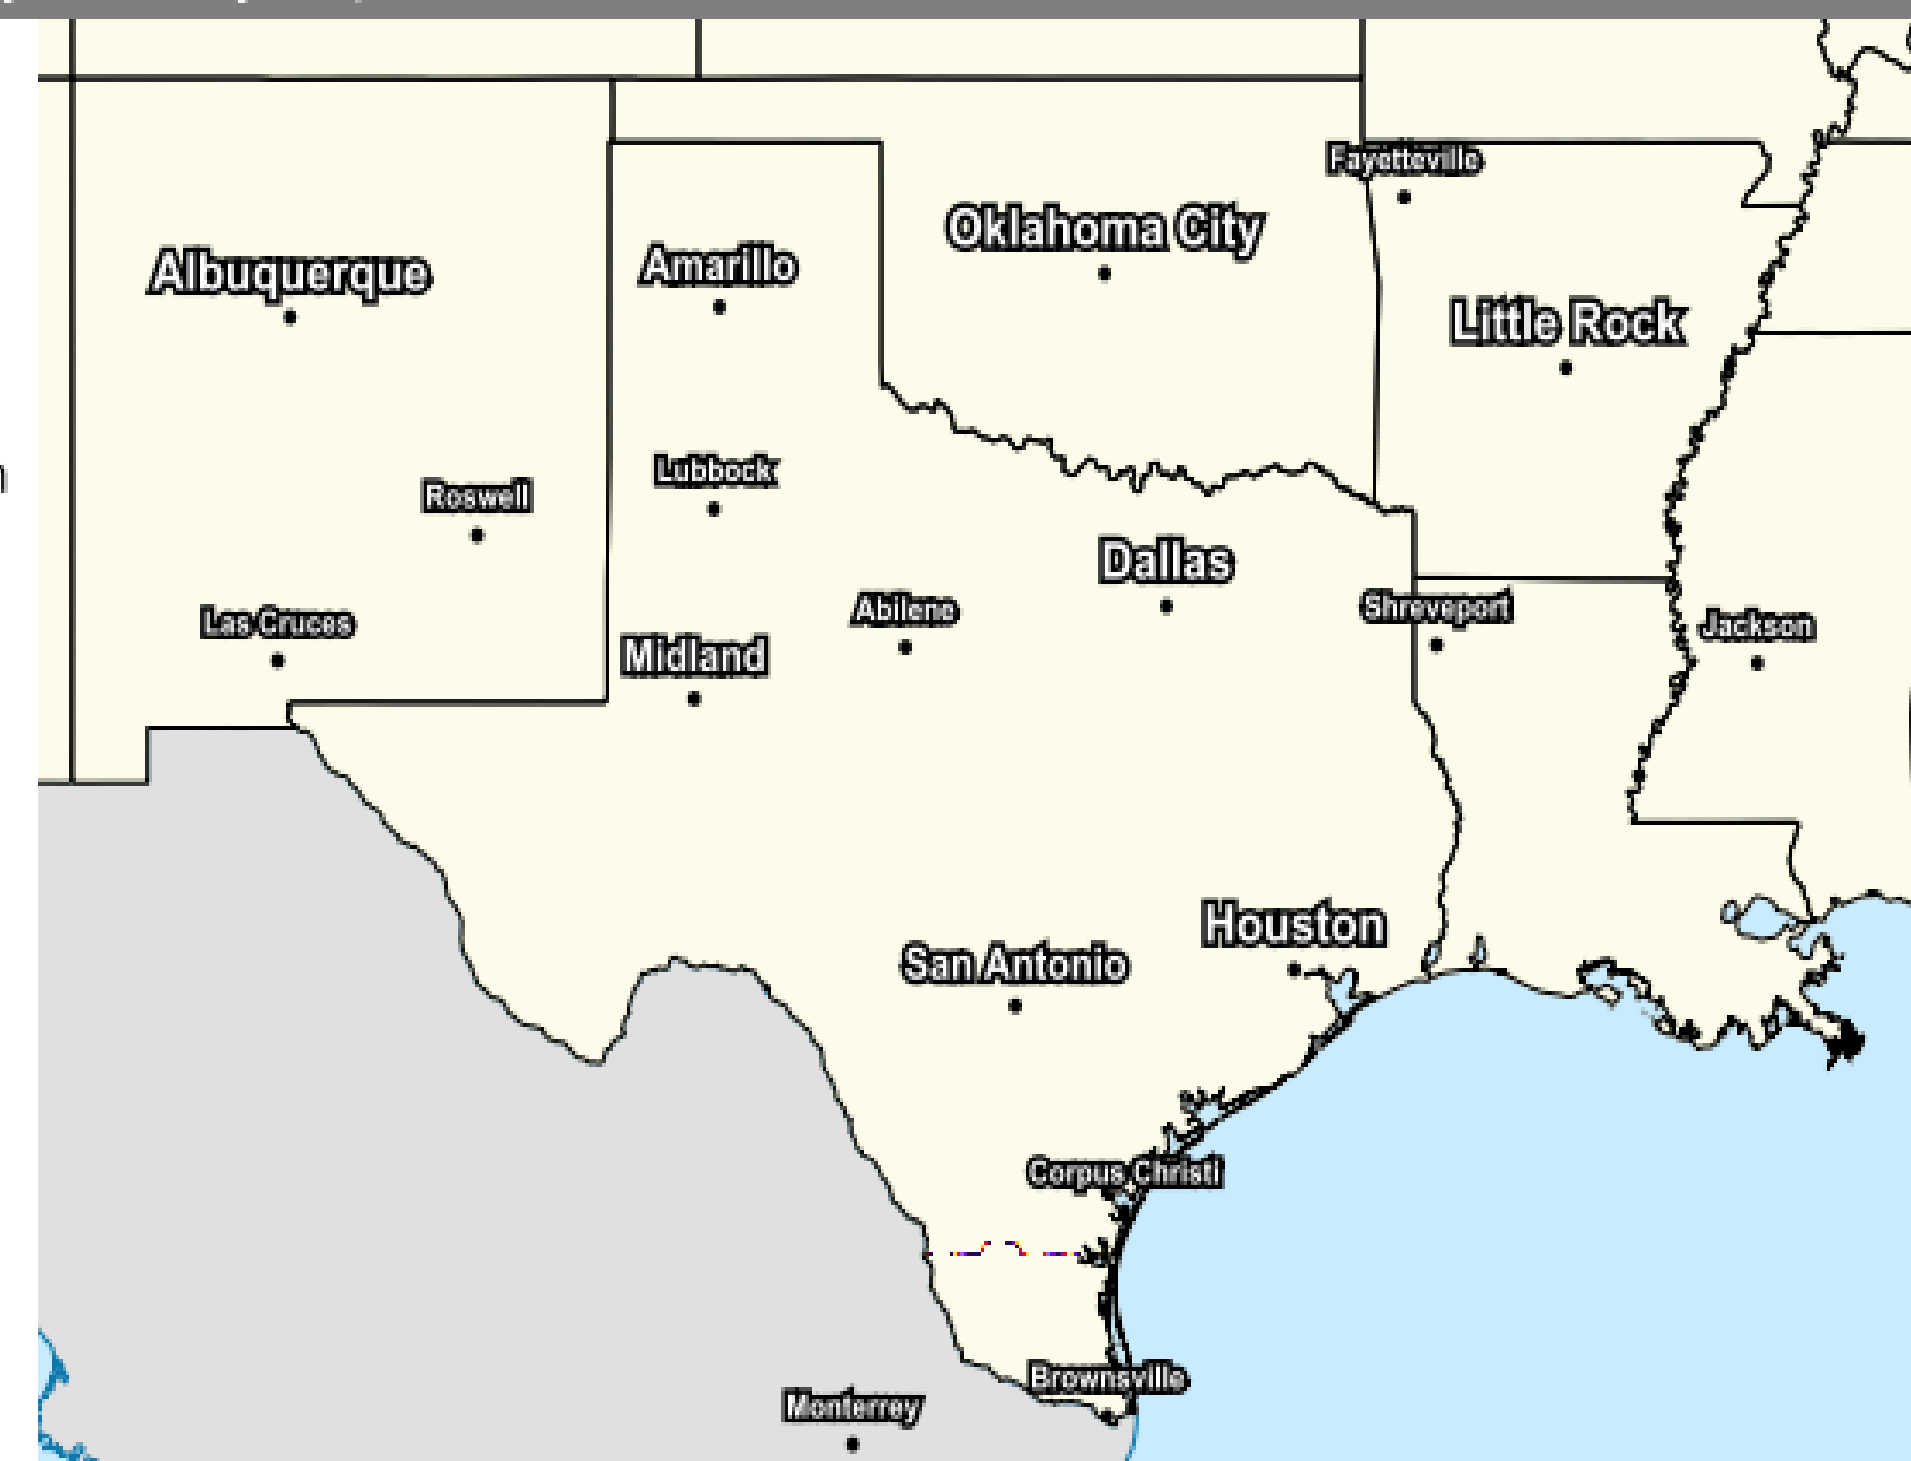 Fayetteville
Oklahoma City
Albuquerque
Amarillo
Little Rock
Lubbock
Roswell
Dallas
Abilene
Shreveport
Las Cruces
Jackson
Midland
Houston
San Antonio
Corpus Christi
Brownsville
Monterrey